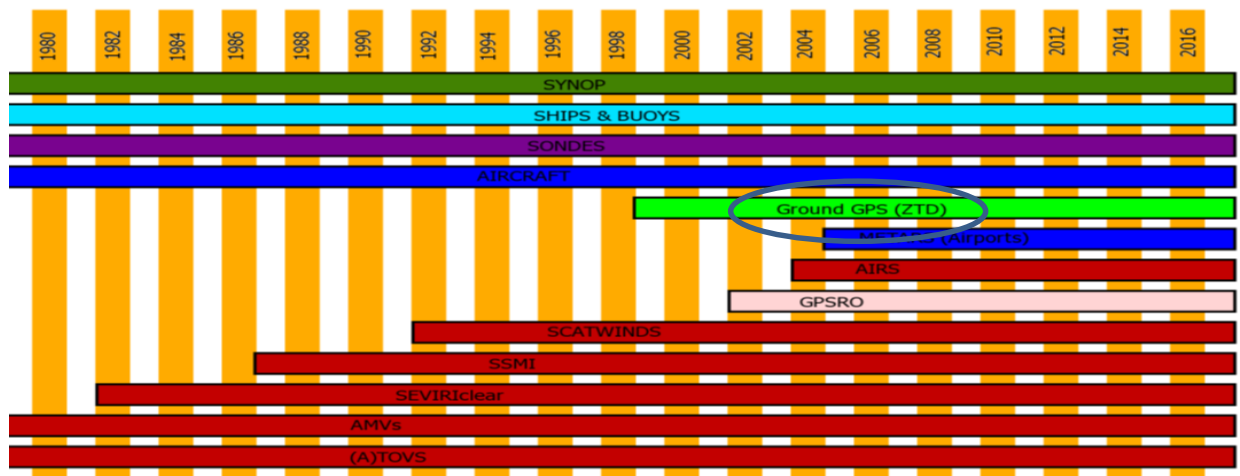 1980 1982 1984 1986 1988 1990 1992 1994 1996 1998 2000 2002 2004 2006 2008 2010 2012 2014 2016
SYNOP
SHIPS & BUOYS
SONDES
AIRCRAFT
Ground GPS (ZTD)
METARS (Airports)
AIRS
GPSRO
SCATWINDS
SSMI
SEVIRIclear
AMVs
(A)TOVS